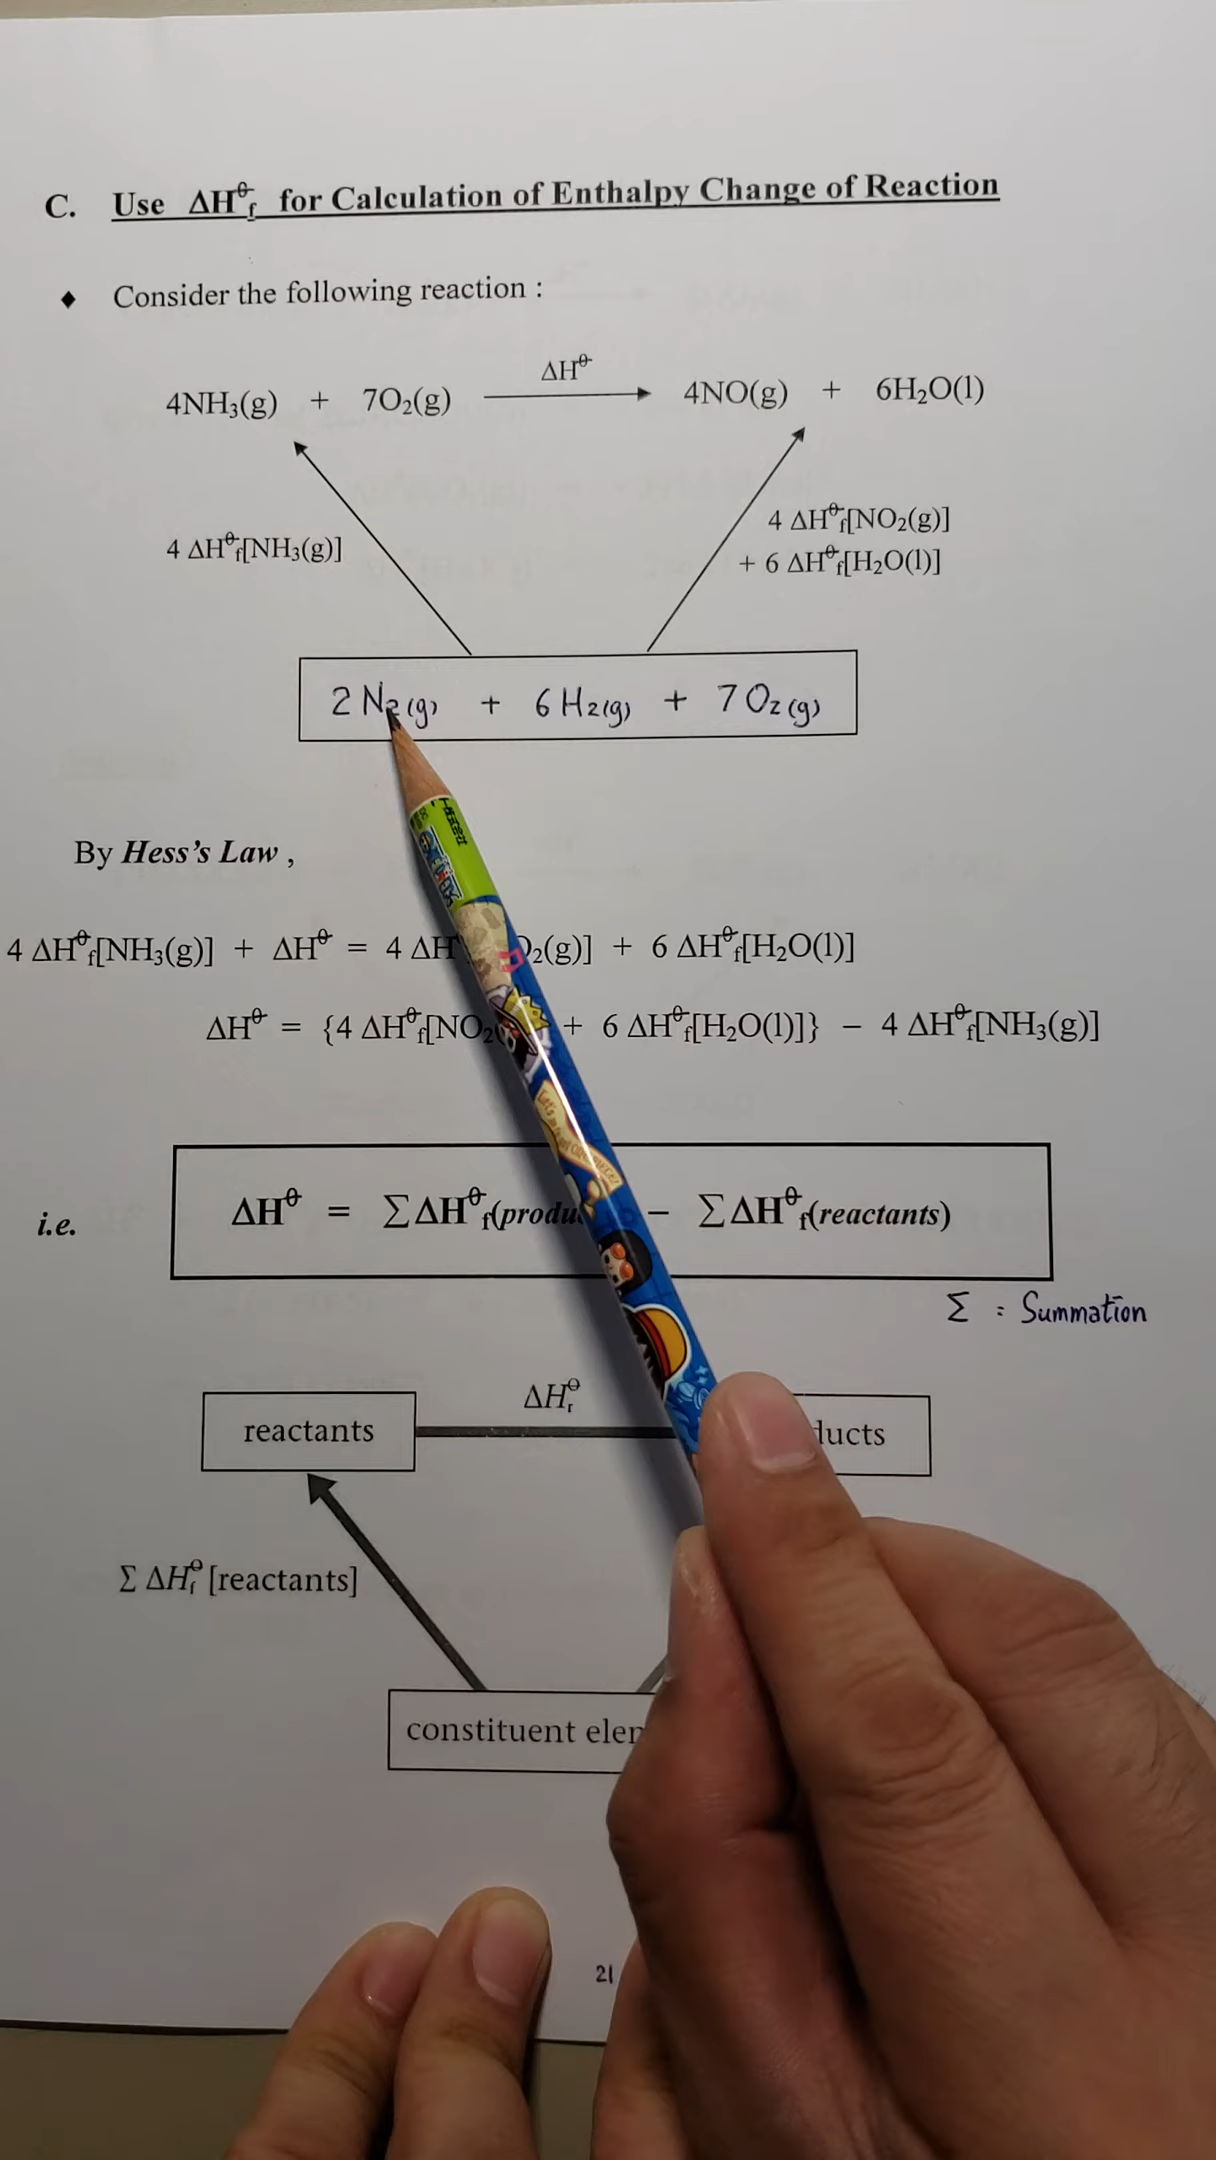 C. Use ΔH⦵f for Calculation of Enthalpy Change of Reaction
♦ Consider the following reaction :
ΔH⦵
4NH₃(g) + 7O₂(g) 4NO(g) + 6H₂O(l)
4 ΔH⦵f[NH₃(g)]
4 ΔH⦵f[NO₂(g)]
+ 6 ΔH⦵f[H₂O(l)]
2 N₂(g) + 6 H₂(g) + 7 O₂(g)
By Hess's Law ,
4 ΔH⦵f[NH₃(g)] + ΔH⦵ = 4 ΔH ₂(g)] + 6 ΔH⦵f[H₂O(l)]
ΔH⦵ = {4 ΔH⦵f[NO₂ + 6 ΔH⦵f[H₂O(l)]} − 4 ΔH⦵f[NH₃(g)]
i.e. ΔH⦵ = ΣΔH⦵f(produ − ΣΔH⦵f(reactants)
Σ : Summation
ΔH⦵r
reactants ducts
Σ ΔH⦵f [reactants]
constituent elem
21